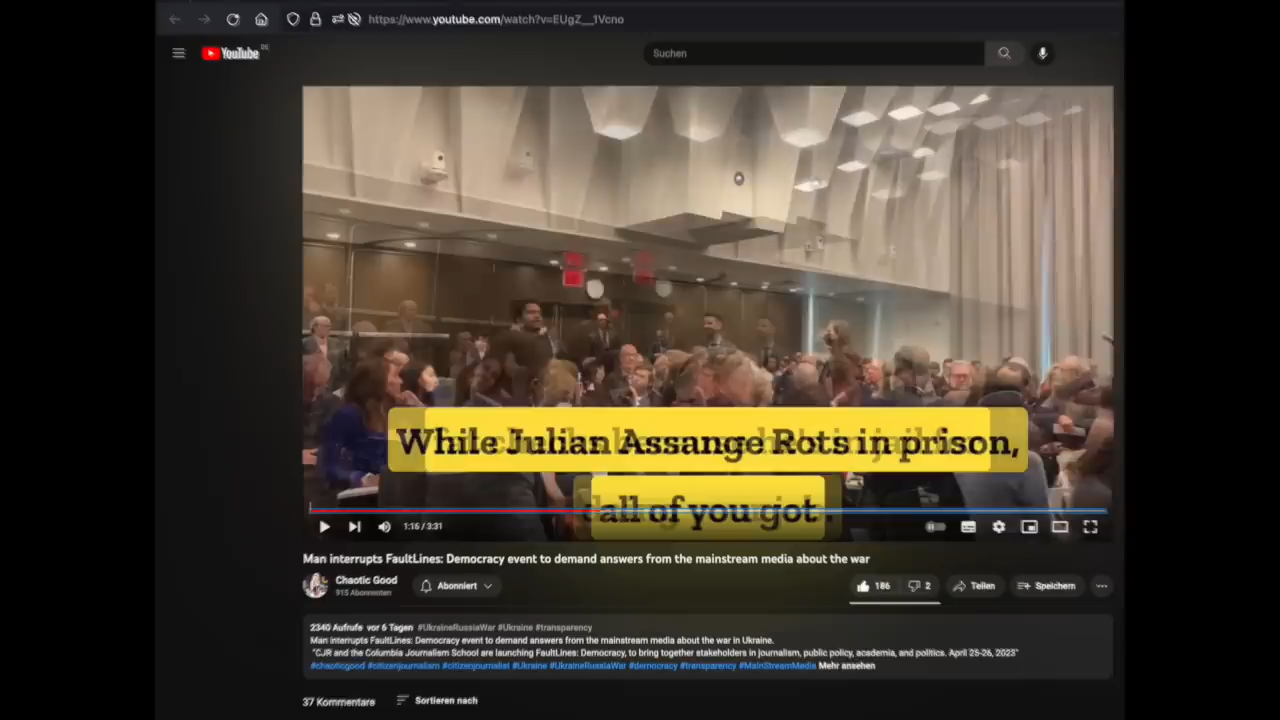 https://www.youtube.com/watch?v=EUgZ__1Vcno
YouTube DE
Suchen
While Julian Assange Rots in prison,
all of you got
1:16 / 3:31
Man interrupts FaultLines: Democracy event to demand answers from the mainstream media about the war
Chaotic Good
915 Abonnenten
Abonniert
186
2
Teilen
Speichern
2340 Aufrufe vor 6 Tagen #UkraineRussiaWar #Ukraine #transparency
Man interrupts FaultLines: Democracy event to demand answers from the mainstream media about the war in Ukraine.
"CJR and the Columbia Journalism School are launching FaultLines: Democracy, to bring together stakeholders in journalism, public policy, academia, and politics. April 25-26, 2023"
#chaoticgood #citizenjournalism #citizenjournalist #Ukraine #UkraineRussiaWar #democracy #transparency #MainStreamMedia Mehr ansehen
37 Kommentare
Sortieren nach